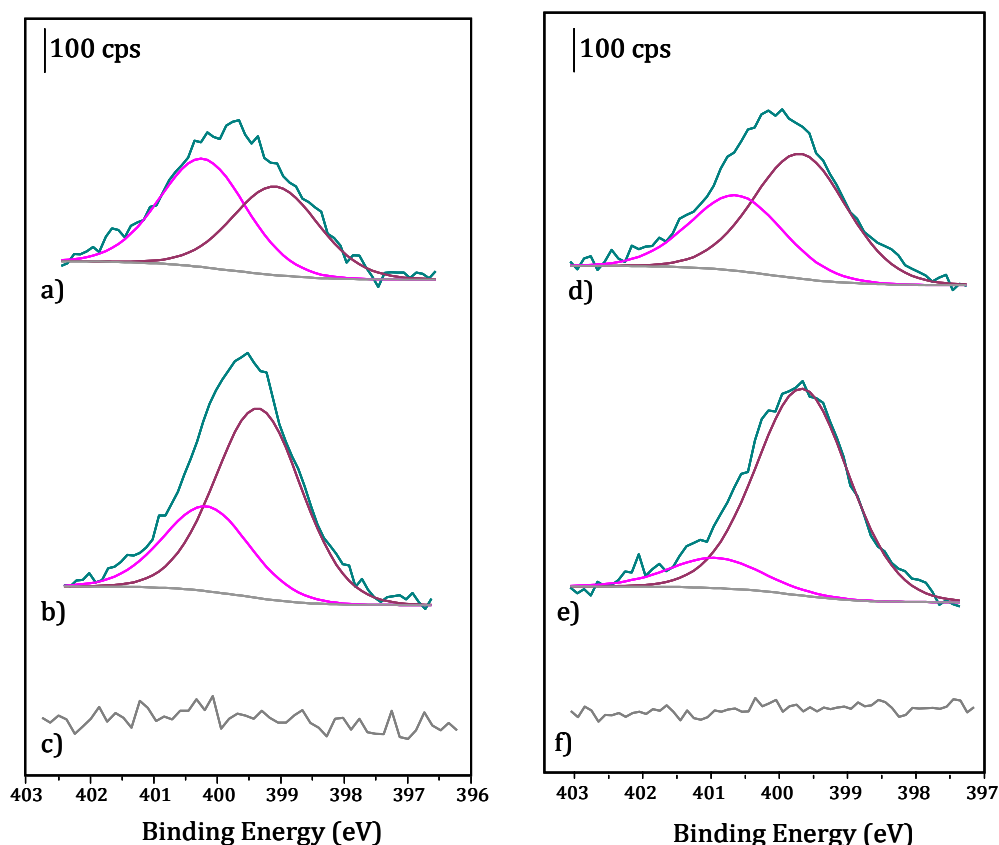 100 cps
100 cps
a)
d)
b)
e)
c)
f)
403 402 401 400 399 398 397 396
403 402 401 400 399 398 397
Binding Energy (eV)
Binding Energy (eV)